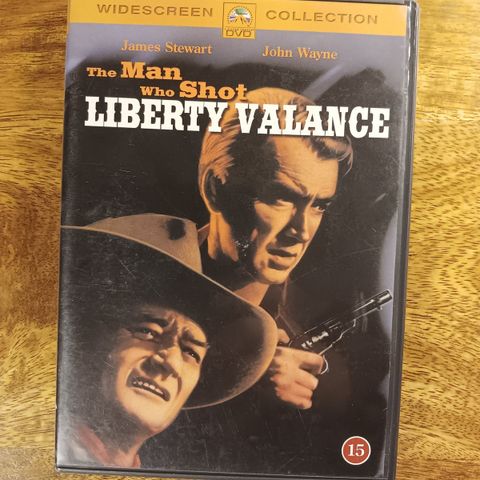 WIDESCREEN COLLECTION
DVD
James Stewart John Wayne
The Man
Who Shot
LIBERTY VALANCE
15